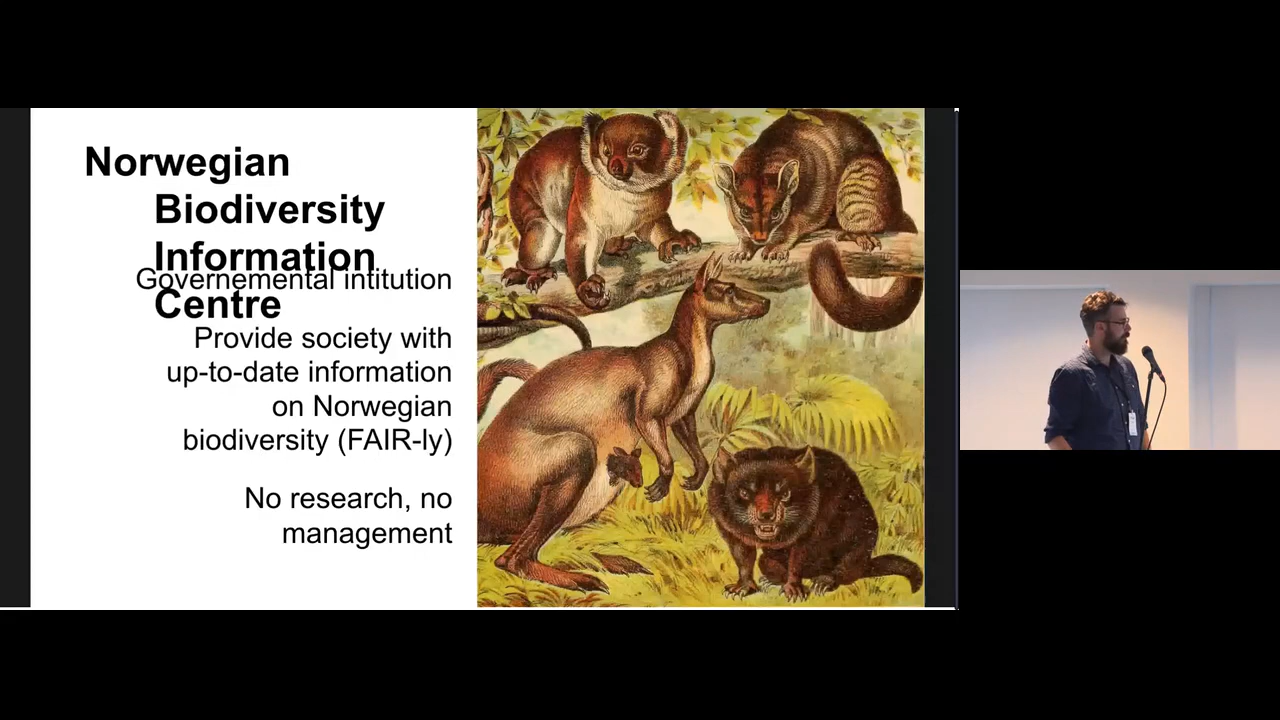 Norwegian
Biodiversity
Information
Centre
Governemental intitution
Provide society with
up-to-date information
on Norwegian
biodiversity (FAIR-ly)
No research, no
management